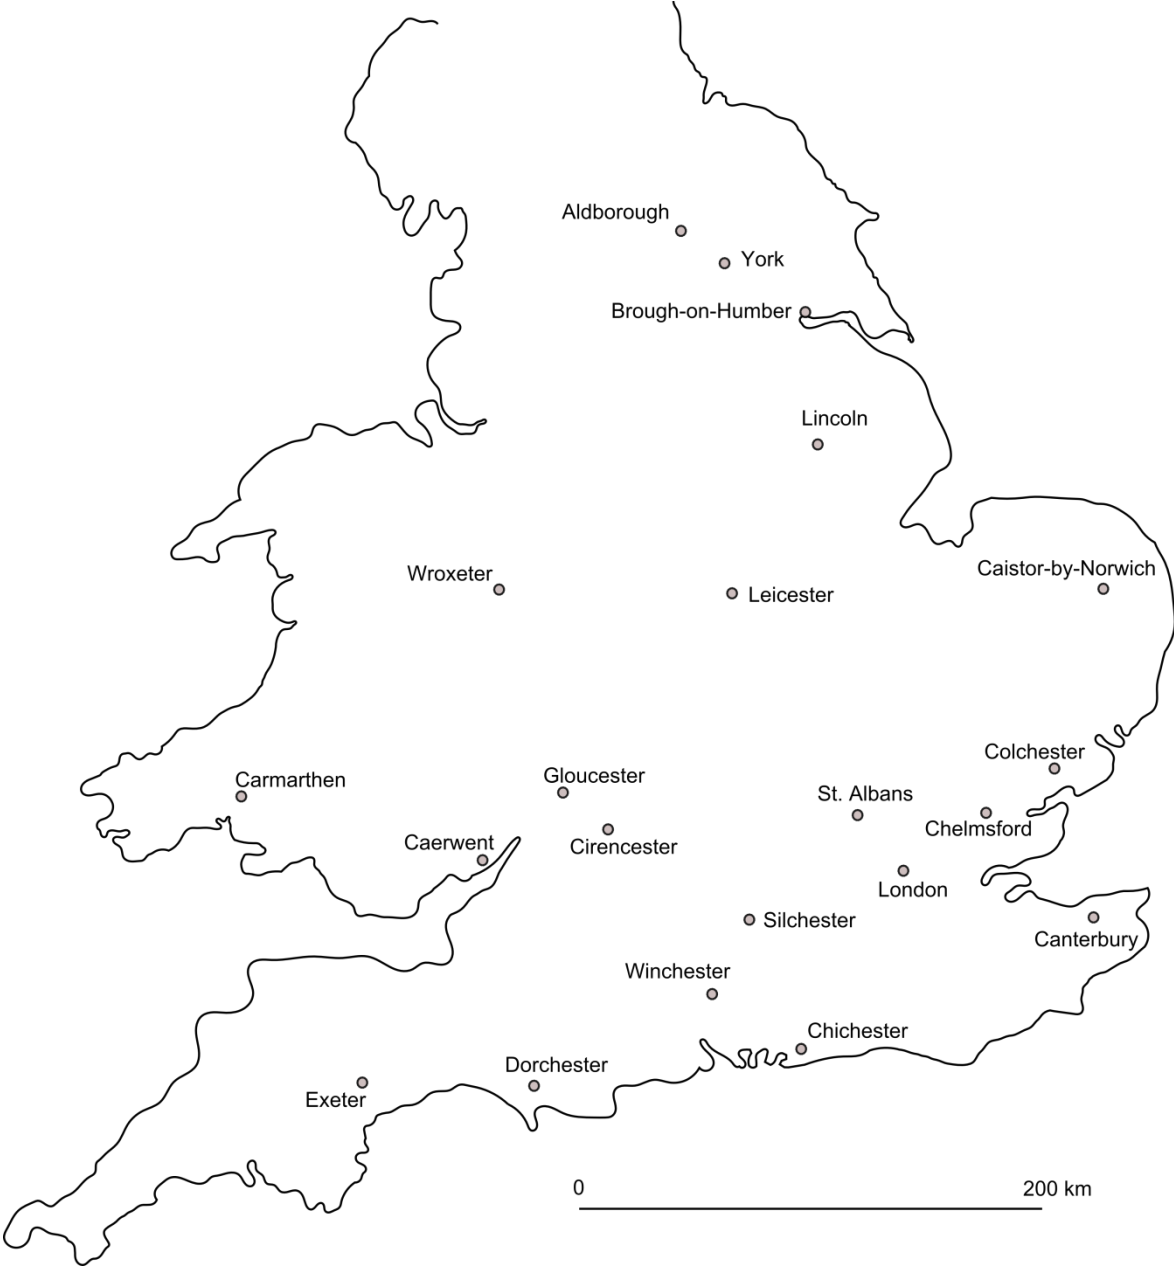 Aldborough
York
Brough-on-Humber
Lincoln
Wroxeter
Leicester
Caistor-by-Norwich
Colchester
Carmarthen
Gloucester
St. Albans
Chelmsford
Caerwent
Cirencester
London
Silchester
Canterbury
Winchester
Chichester
Dorchester
Exeter
0 200 km